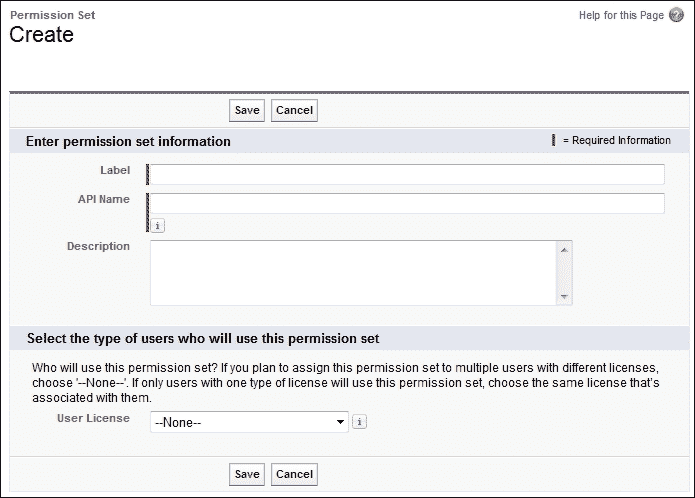 Permission Set
Help for this Page
Create
Save Cancel
Enter permission set information
= Required Information
Label
API Name
i
Description
Select the type of users who will use this permission set
Who will use this permission set? If you plan to assign this permission set to multiple users with different licenses,
choose '--None--'. If only users with one type of license will use this permission set, choose the same license that's
associated with them.
User License --None-- i
Save Cancel